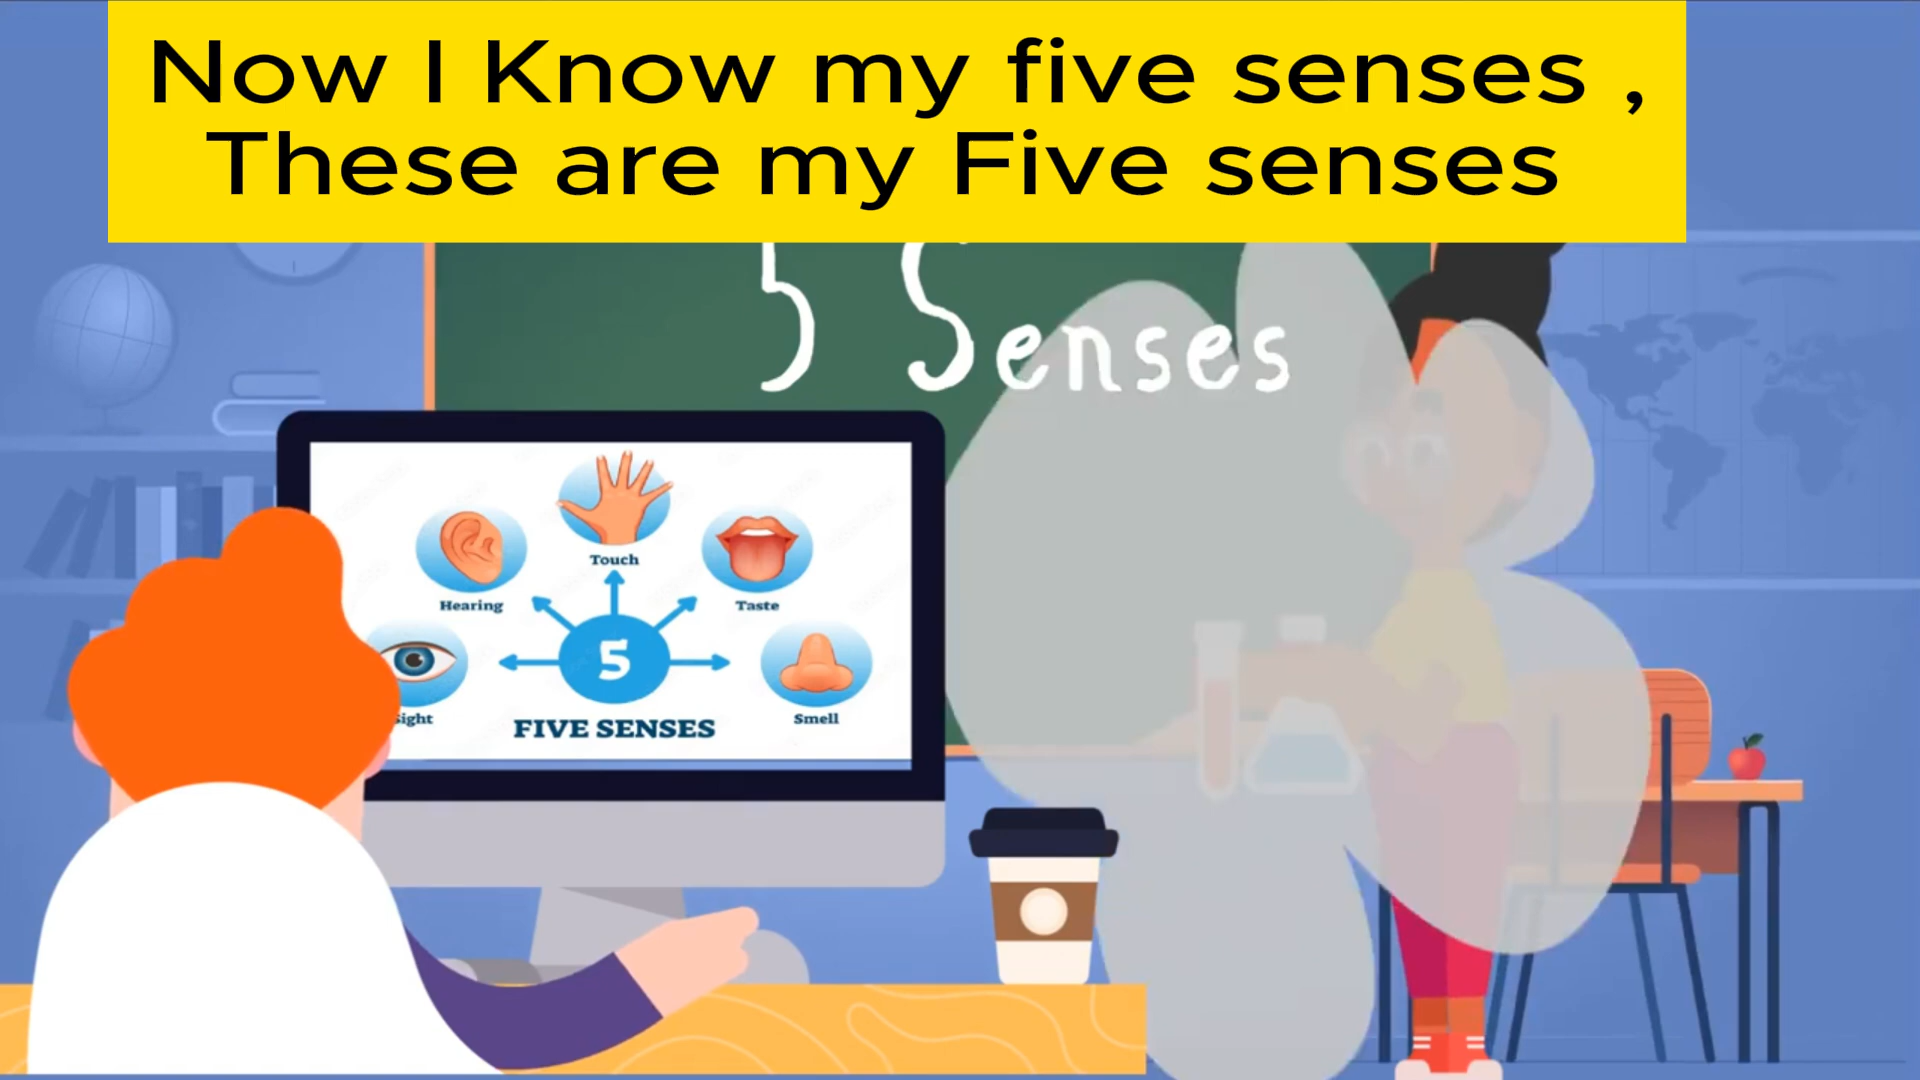 Now I Know my five senses ,
These are my Five senses
5 Senses
Touch
Hearing
Taste
5
Sight
Smell
FIVE SENSES